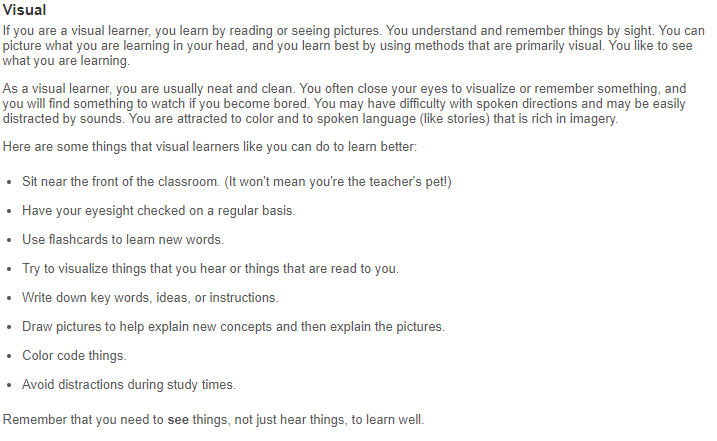 Visual
If you are a visual learner, you learn by reading or seeing pictures. You understand and remember things by sight. You can
picture what you are learning in your head, and you learn best by using methods that are primarily visual. You like to see
what you are learning.
As a visual learner, you are usually neat and clean. You often close your eyes to visualize or remember something, and
you will find something to watch if you become bored. You may have difficulty with spoken directions and may be easily
distracted by sounds. You are attracted to color and to spoken language (like stories) that is rich in imagery.
Here are some things that visual learners like you can do to learn better:
• Sit near the front of the classroom. (It won't mean you're the teacher's pet!)
• Have your eyesight checked on a regular basis.
• Use flashcards to learn new words.
• Try to visualize things that you hear or things that are read to you.
• Write down key words, ideas, or instructions.
• Draw pictures to help explain new concepts and then explain the pictures.
• Color code things.
• Avoid distractions during study times.
Remember that you need to see things, not just hear things, to learn well.